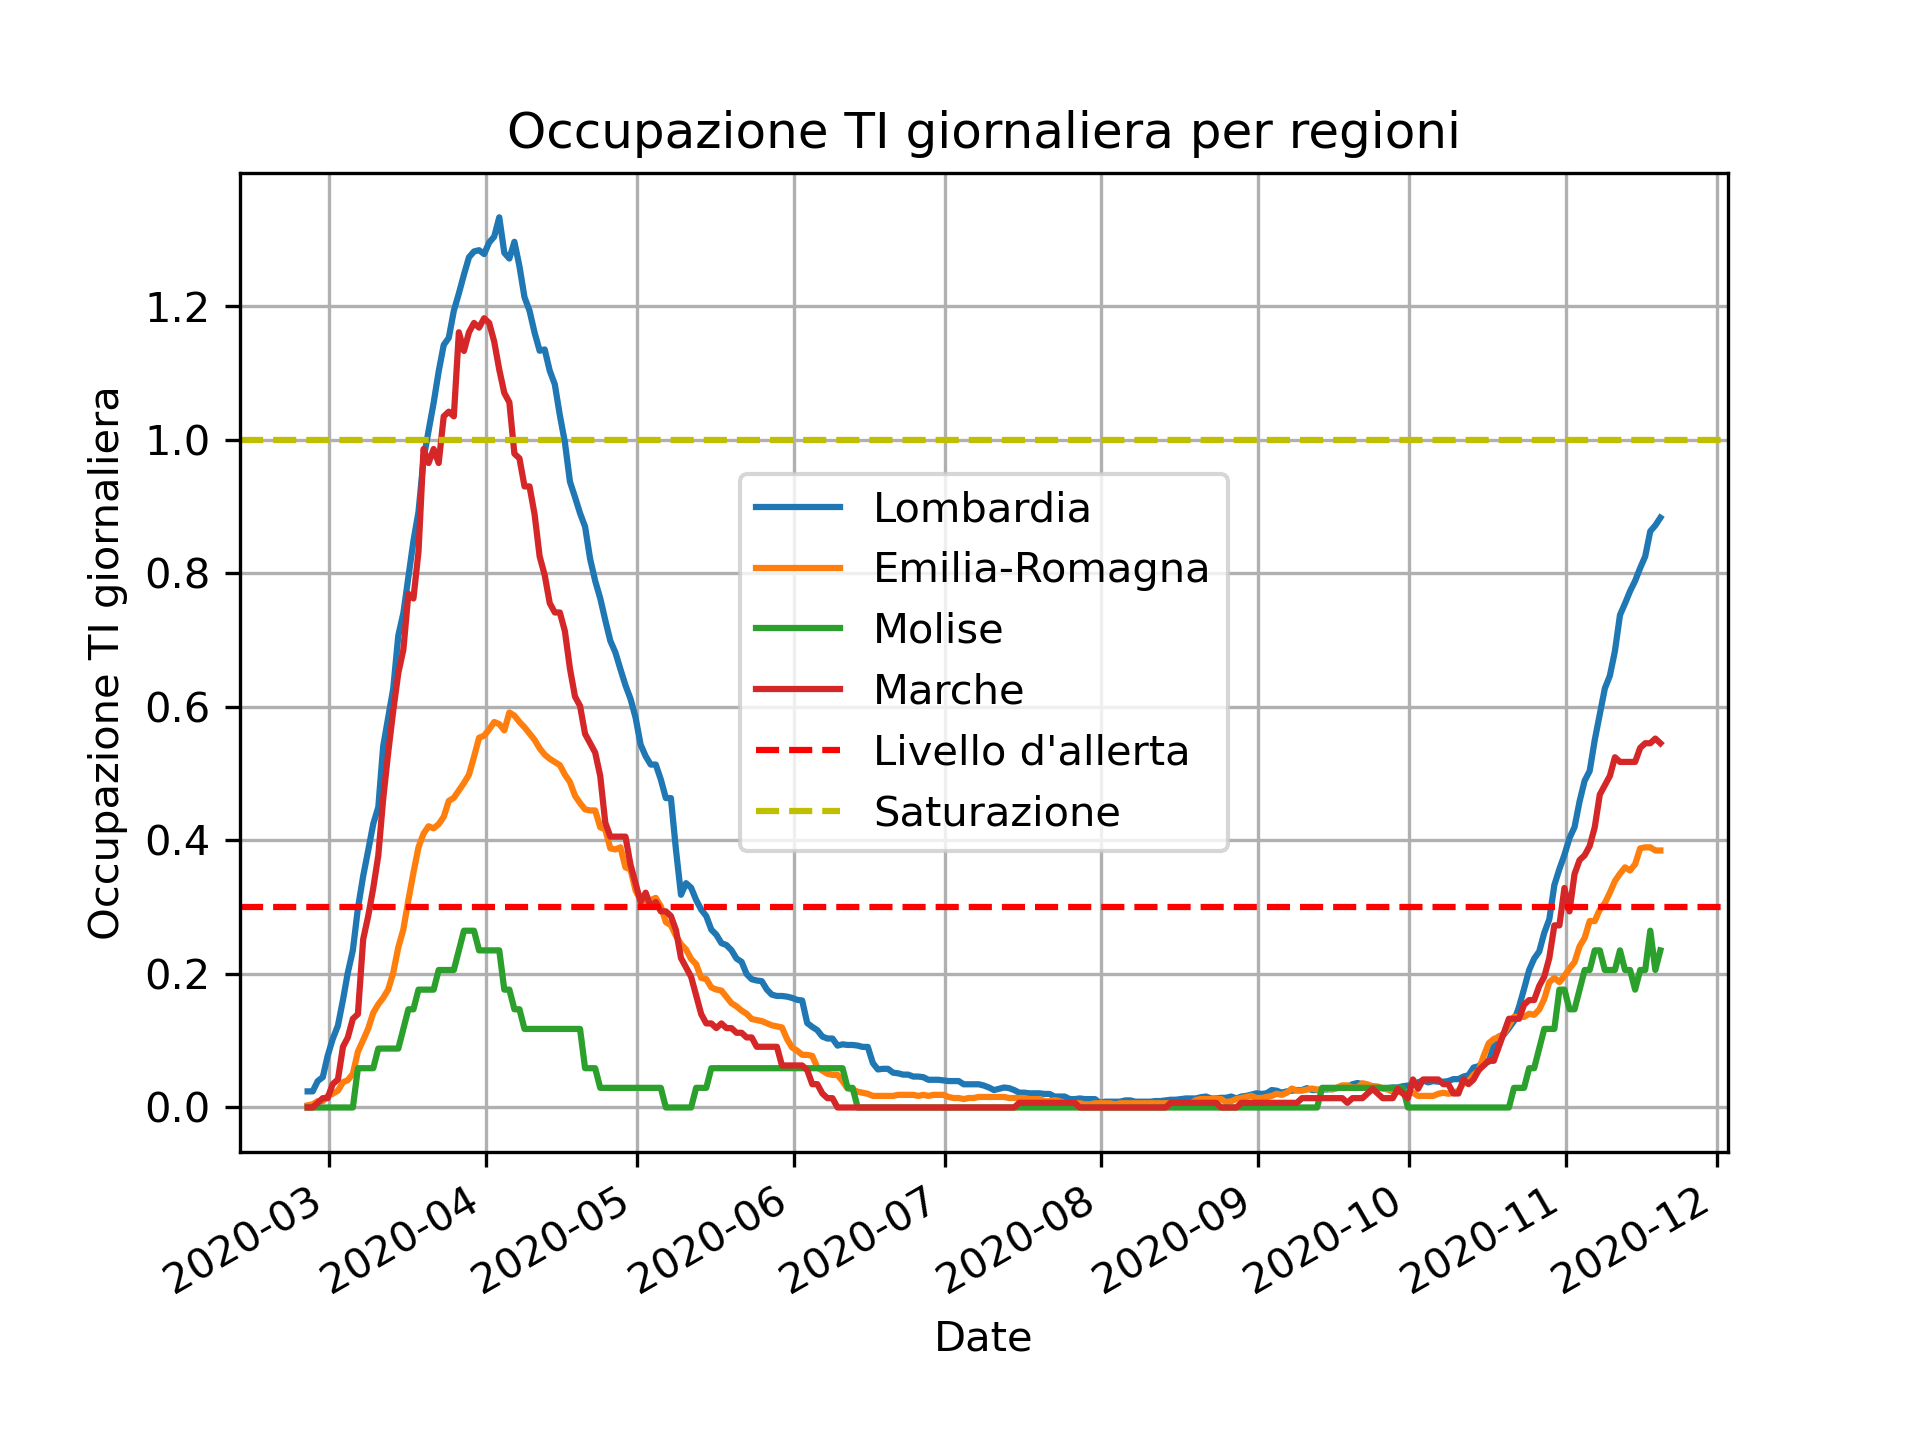 Occupazione TI giornaliera per regioni
Occupazione TI giornaliera
1.2
1.0
0.8
0.6
0.4
0.2
0.0
Lombardia
Emilia-Romagna
Molise
Marche
Livello d'allerta
Saturazione
2020-03
2020-04
2020-05
2020-06
2020-07
2020-08
2020-09
2020-10
2020-11
2020-12
Date